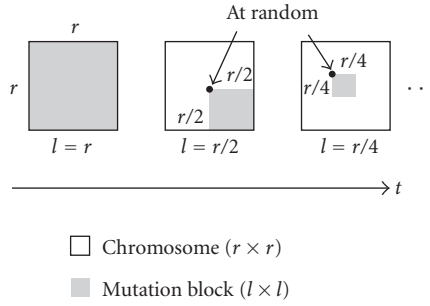 At random
r
r
l = r
r/2
r/2
l = r/2
r/4
r/4
l = r/4
. .
t
Chromosome (r × r)
Mutation block (l × l)